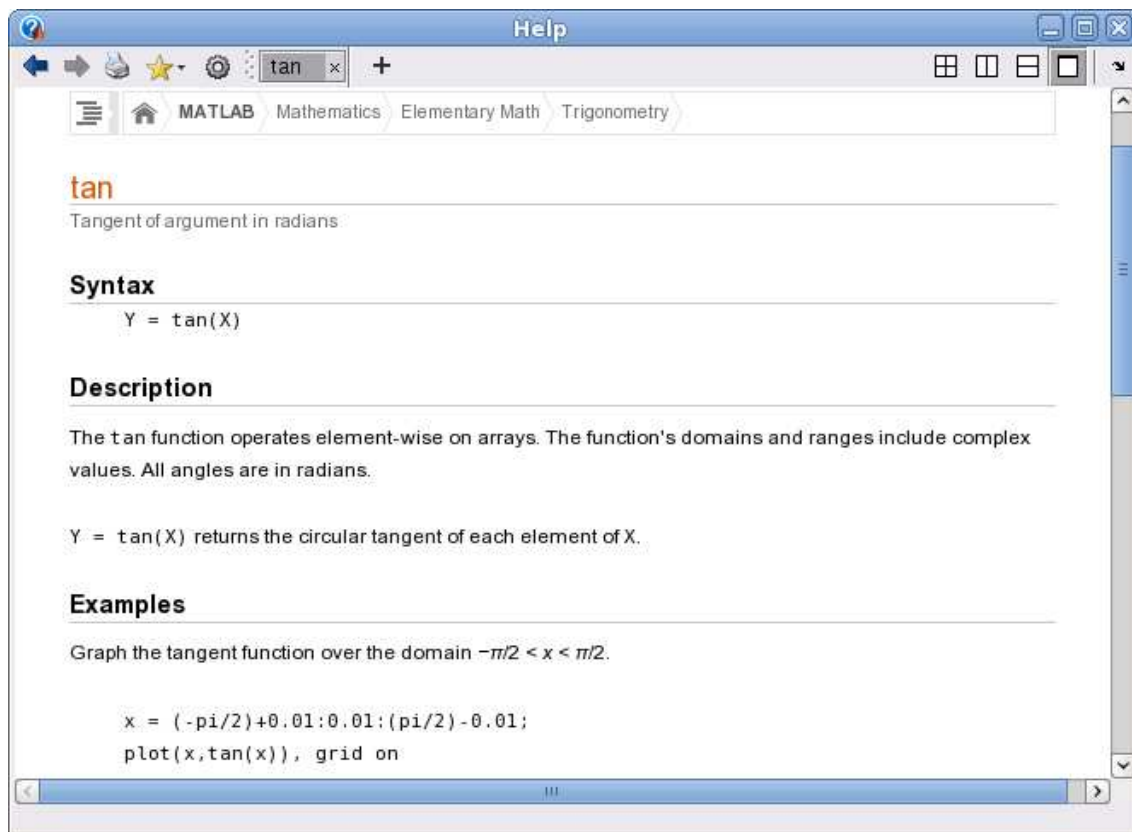 Help
tan × +
MATLAB Mathematics Elementary Math Trigonometry
tan
Tangent of argument in radians
Syntax
Y = tan(X)
Description
The tan function operates element-wise on arrays. The function's domains and ranges include complex
values. All angles are in radians.
Y = tan(X) returns the circular tangent of each element of X.
Examples
Graph the tangent function over the domain −π/2 < x < π/2.
x = (-pi/2)+0.01:0.01:(pi/2)-0.01;
plot(x,tan(x)), grid on